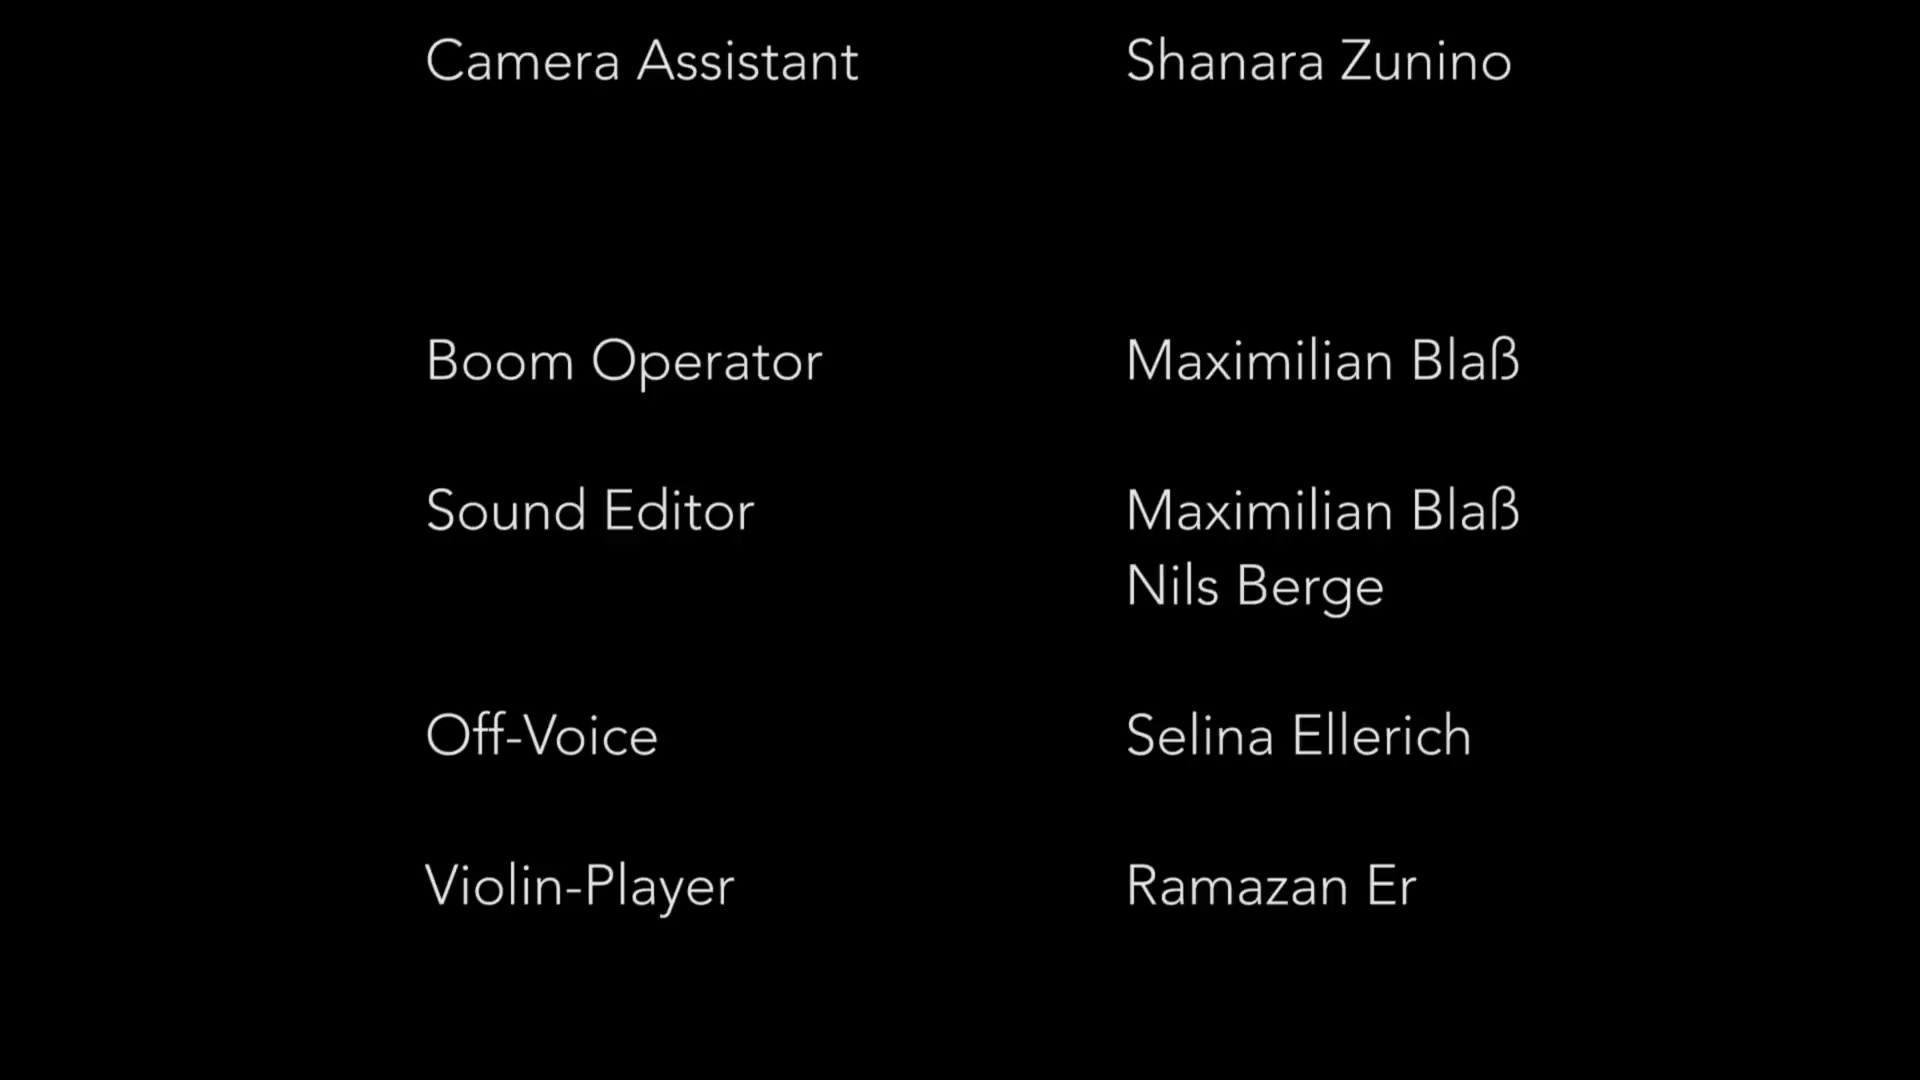 Camera Assistant Shanara Zunino
Boom Operator Maximilian Blaß
Sound Editor Maximilian Blaß
Nils Berge
Off-Voice Selina Ellerich
Violin-Player Ramazan Er